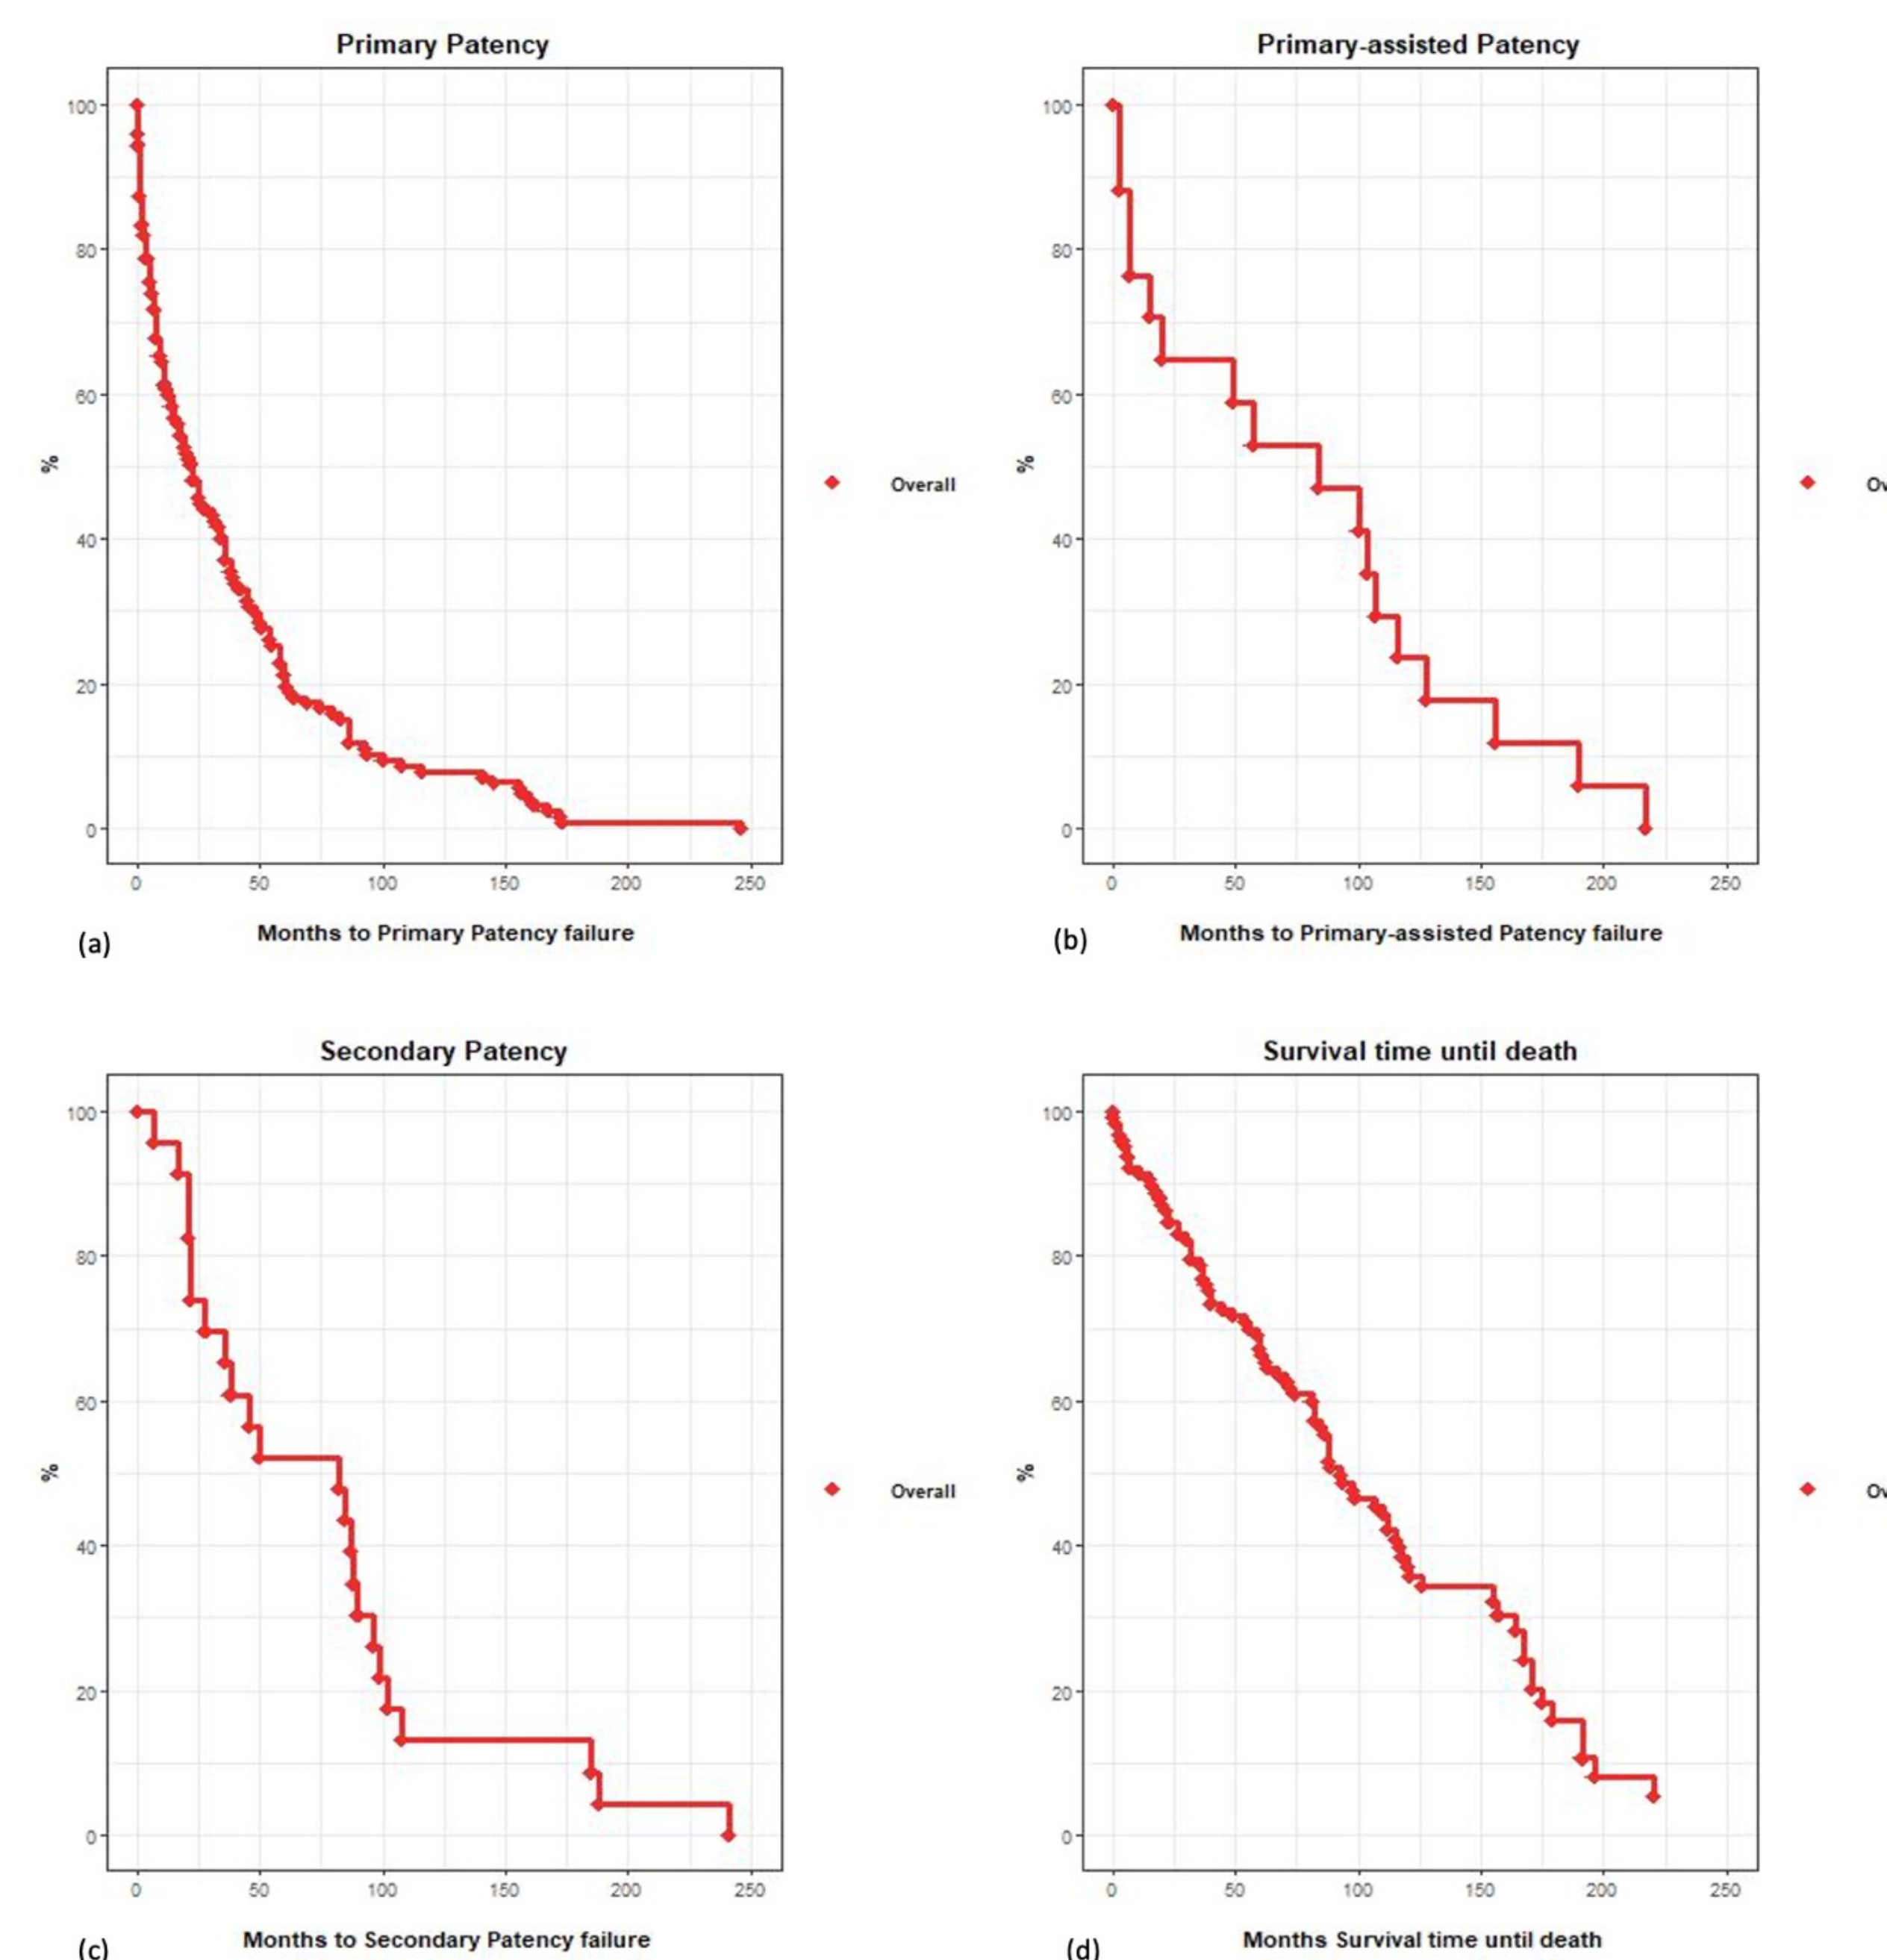 Primary Patency
100
80
60
40
20
0
%
0 50 100 150 200 250
Months to Primary Patency failure
(a)
Overall
Primary-assisted Patency
100
80
60
40
20
0
%
0 50 100 150 200 250
Months to Primary-assisted Patency failure
(b)
Ov
Secondary Patency
100
80
60
40
20
0
%
0 50 100 150 200 250
Months to Secondary Patency failure
(c)
Overall
Survival time until death
100
80
60
40
20
0
%
0 50 100 150 200 250
Months Survival time until death
(d)
Ov